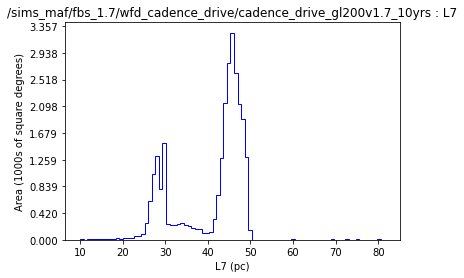 /sims_maf/fbs_1.7/wfd_cadence_drive/cadence_drive_gl200v1.7_10yrs : L7
3.357
2.938
2.518
2.098
1.679
1.259
0.839
0.420
0.000
Area (1000s of square degrees)
10 20 30 40 50 60 70 80
L7 (pc)